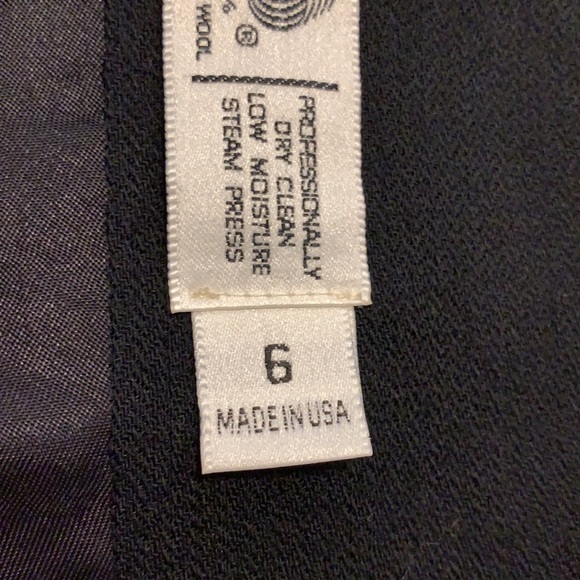 % ®
WOOL
PROFESSIONALLY
DRY CLEAN
LOW MOISTURE
STEAM PRESS
6
MADE IN USA